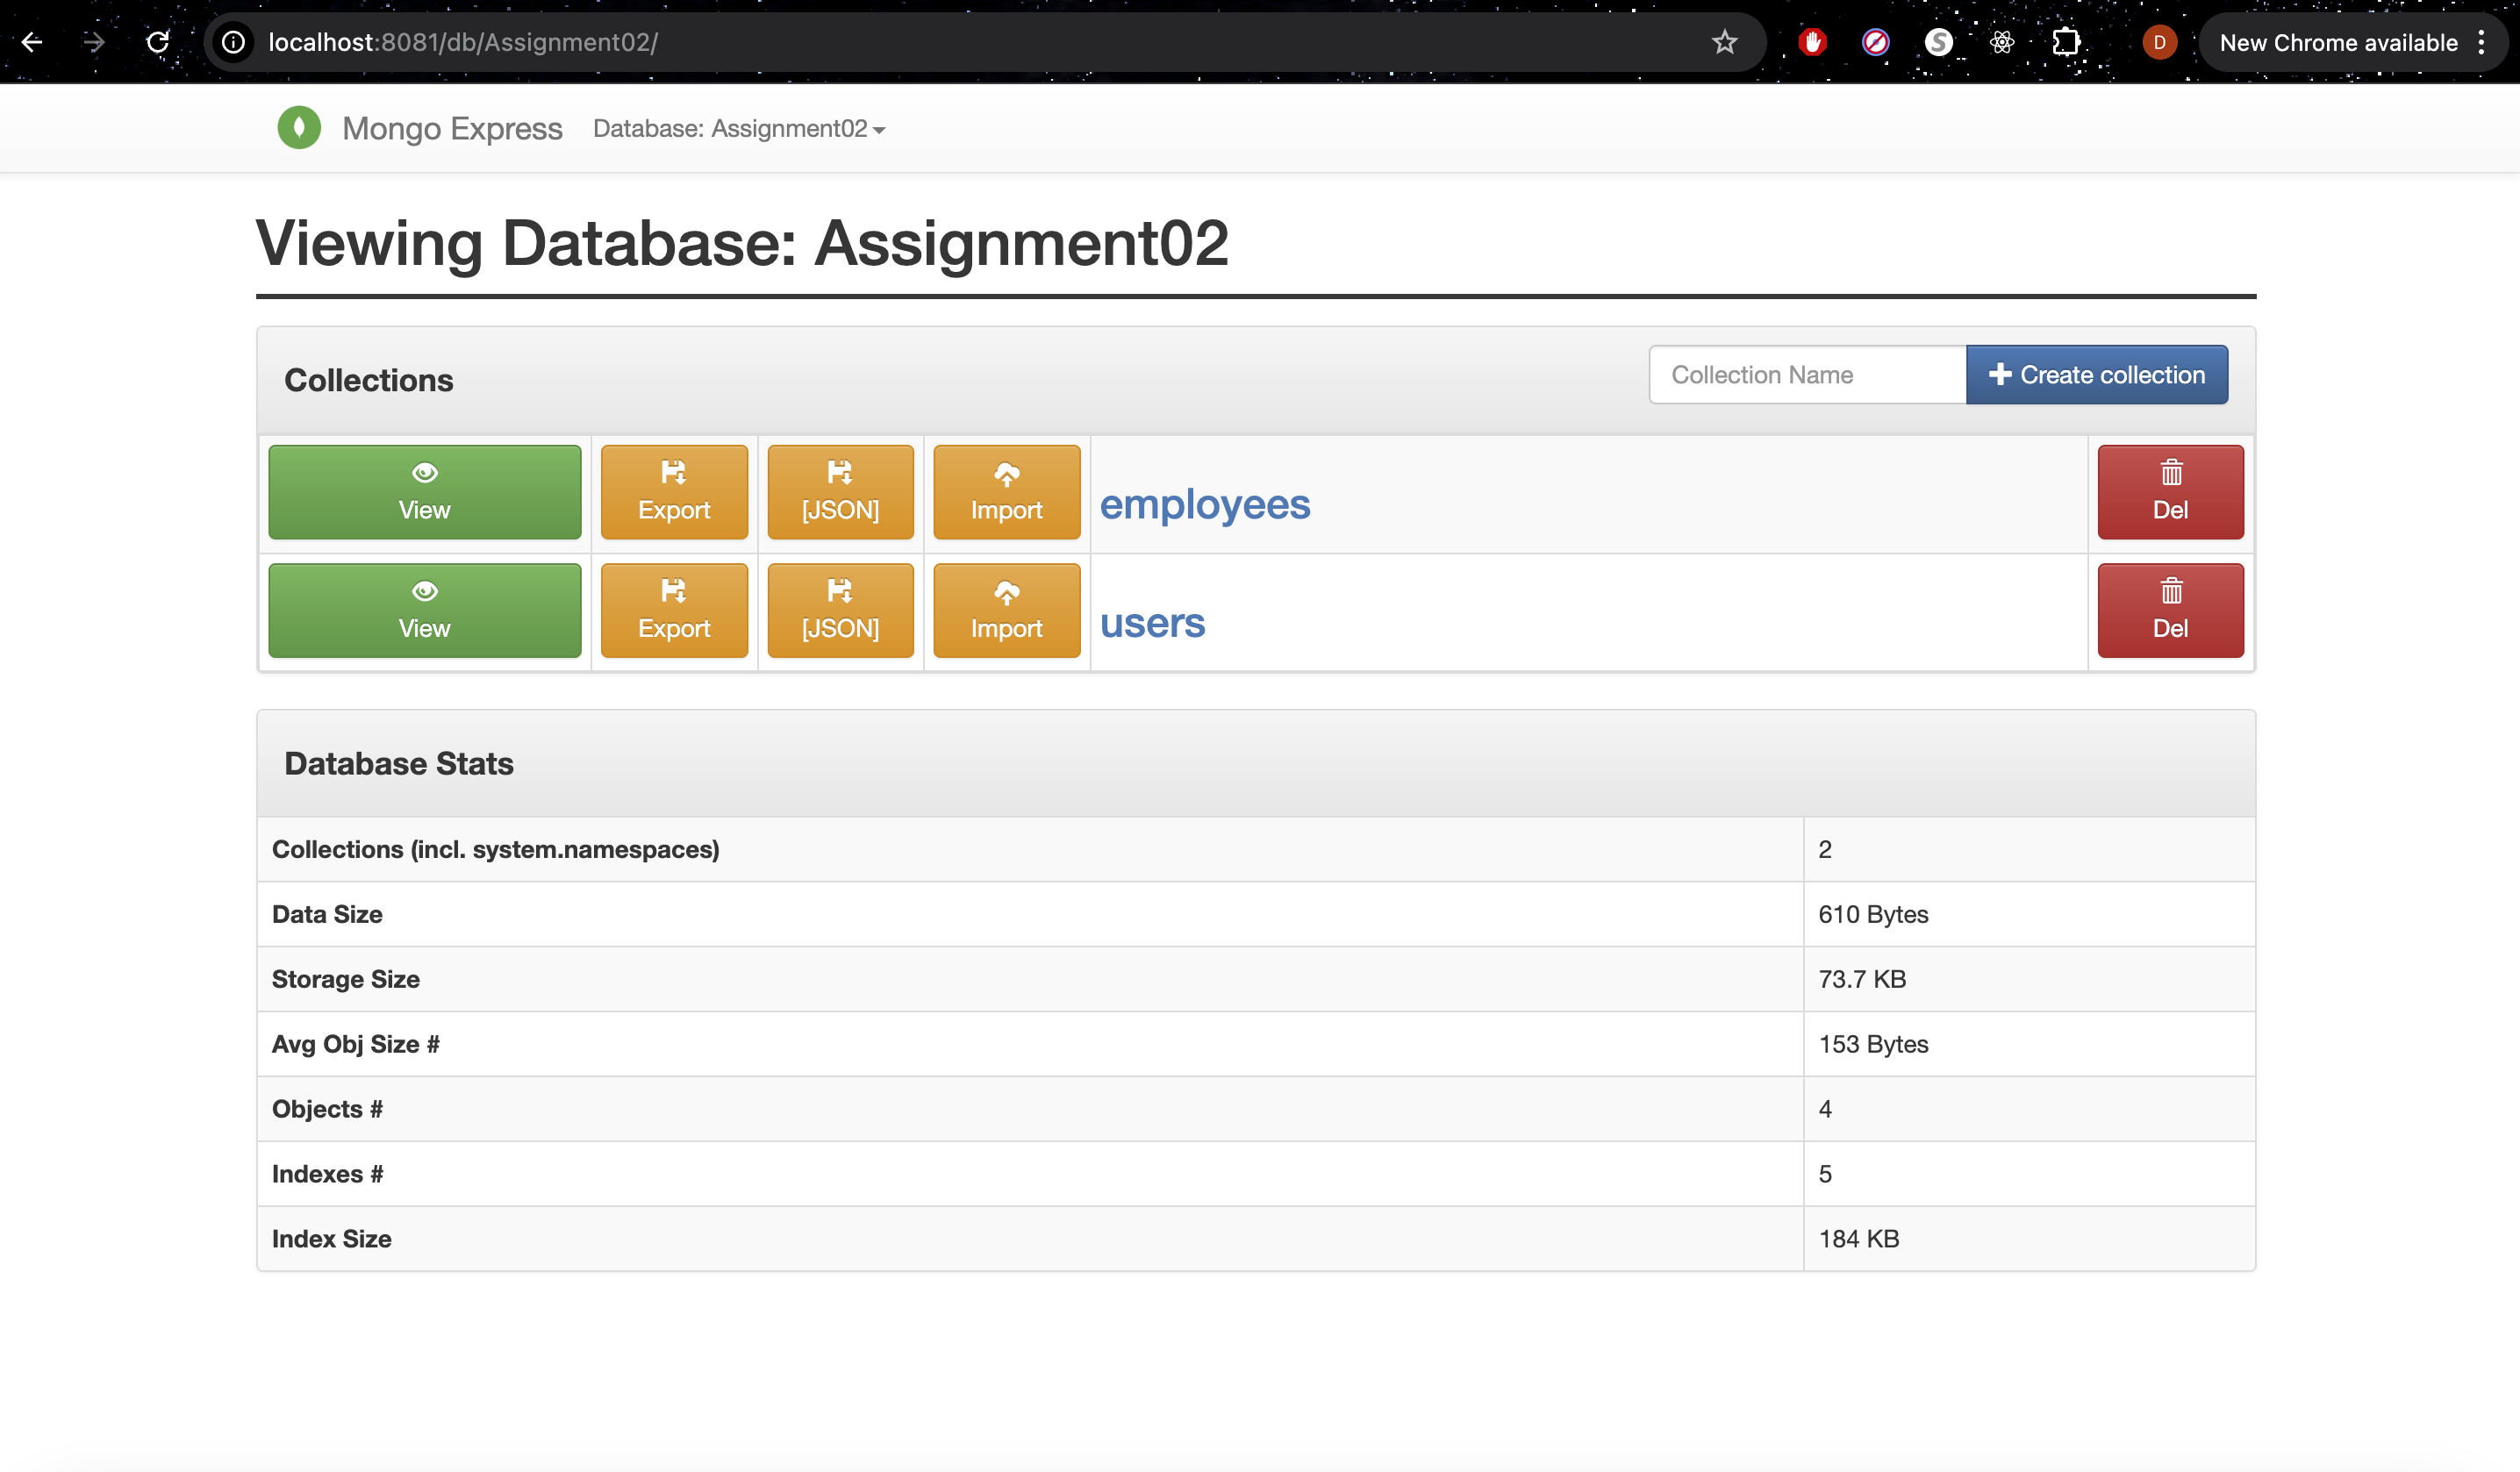 localhost:8081/db/Assignment02/
S
D
New Chrome available
Mongo Express Database: Assignment02
Viewing Database: Assignment02
Collections
Collection Name
Create collection
View Export [JSON] Import employees Del
View Export [JSON] Import users Del
Database Stats
Collections (incl. system.namespaces) 2
Data Size 610 Bytes
Storage Size 73.7 KB
Avg Obj Size # 153 Bytes
Objects # 4
Indexes # 5
Index Size 184 KB